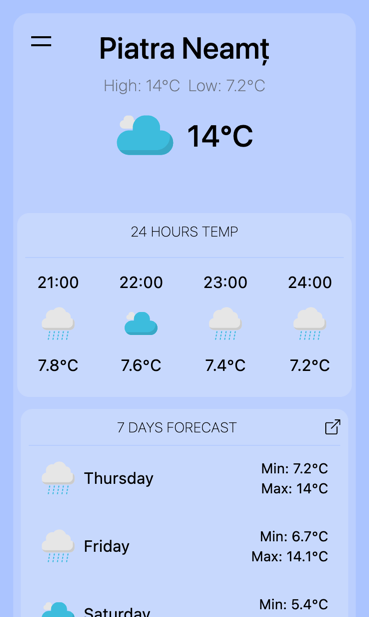 Piatra Neamț
High: 14°C Low: 7.2°C
14°C
24 HOURS TEMP
21:00 22:00 23:00 24:00
7.8°C 7.6°C 7.4°C 7.2°C
7 DAYS FORECAST
Thursday
Min: 7.2°C
Max: 14°C
Friday
Min: 6.7°C
Max: 14.1°C
Saturday
Min: 5.4°C